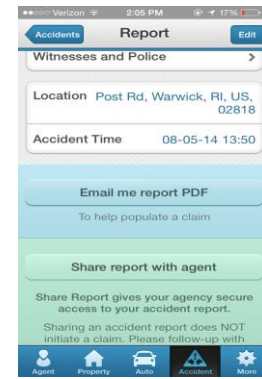 Verizon 2:05 PM 17%
Accidents Report Edit
Witnesses and Police
Location Post Rd, Warwick, RI, US,
02818
Accident Time 08-05-14 13:50
Email me report PDF
To help populate a claim
Share report with agent
Share Report gives your agency secure
access to your accident report.
Sharing an accident report does NOT
initiate a claim. Please follow-up with
Agent Property Auto Accident More